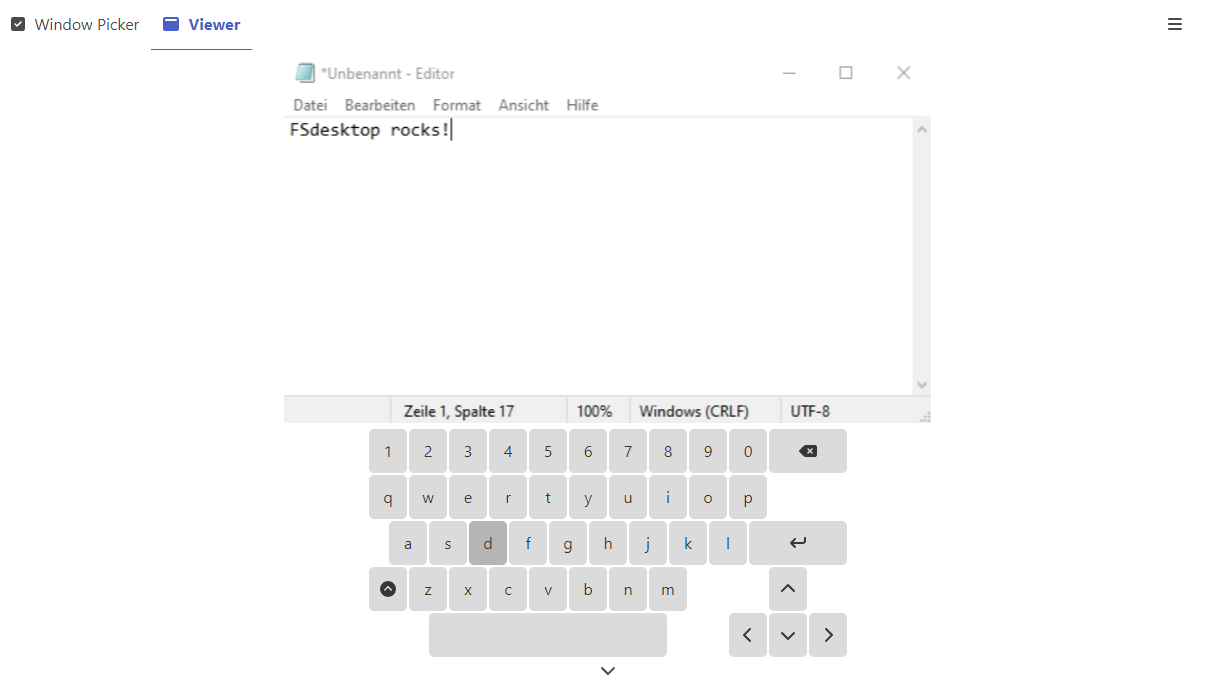 Window Picker Viewer
*Unbenannt - Editor
Datei Bearbeiten Format Ansicht Hilfe
FSdesktop rocks!
Zeile 1, Spalte 17 100% Windows (CRLF) UTF-8
1 2 3 4 5 6 7 8 9 0
q w e r t y u i o p
a s d f g h j k l
z x c v b n m